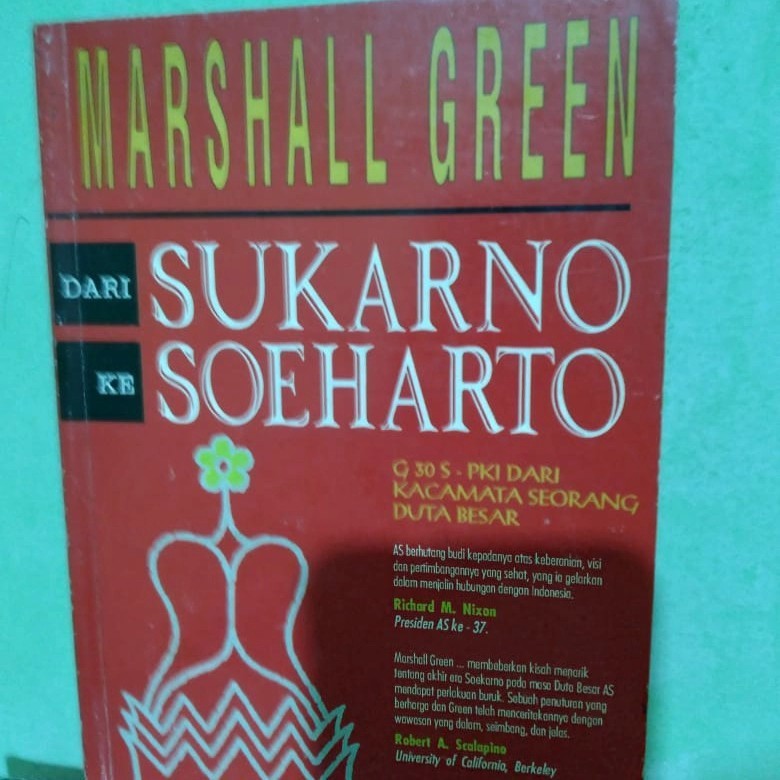 MARSHALL GREEN
DARI SUKARNO
KE SOEHARTO
G 30 S - PKI DARI
KACAMATA SEORANG
DUTA BESAR
AS berhutang budi kepadanya atas keberanian, visi
dan pertimbangannya yang sehat, yang ia gelarkan
dalam menjalin hubungan dengan Indonesia.
Richard M. Nixon
Presiden AS ke - 37.
Marshall Green ... membebarkan kisah menarik
tentang akhir era Soekarno pada masa Duta Besar AS
mendapat perlakuan buruk. Sebuah penuturan yang
berharga dan Green telah menceritakannya dengan
wawasan yang dalam, seimbang, dan jelas.
Robert A. Scalapino
University of California, Berkeley